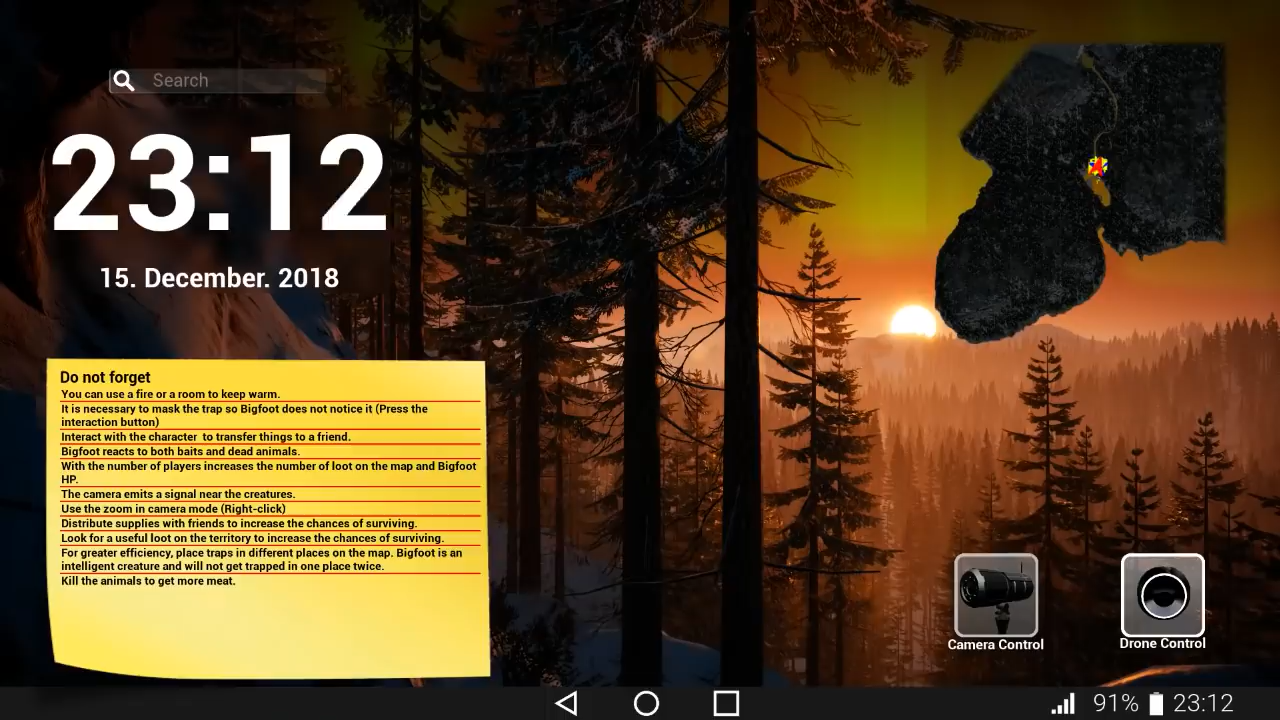 Search
23:12
15. December. 2018
Do not forget
You can use a fire or a room to keep warm.
It is necessary to mask the trap so Bigfoot does not notice it (Press the
interaction button)
Interact with the character to transfer things to a friend.
Bigfoot reacts to both baits and dead animals.
With the number of players increases the number of loot on the map and Bigfoot
HP.
The camera emits a signal near the creatures.
Use the zoom in camera mode (Right-click)
Distribute supplies with friends to increase the chances of surviving.
Look for a useful loot on the territory to increase the chances of surviving.
For greater efficiency, place traps in different places on the map. Bigfoot is an
intelligent creature and will not get trapped in one place twice.
Kill the animals to get more meat.
Camera Control
Drone Control
91% 23:12